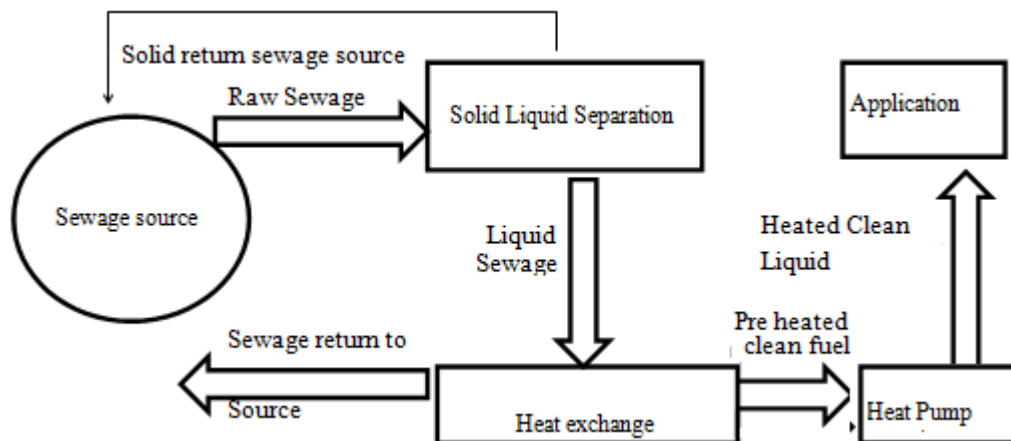 Solid return sewage source
Raw Sewage
Solid Liquid Separation
Application
Sewage source
Liquid
Sewage
Heated Clean
Liquid
Sewage return to
Source
Pre heated
clean fuel
Heat exchange
Heat Pump